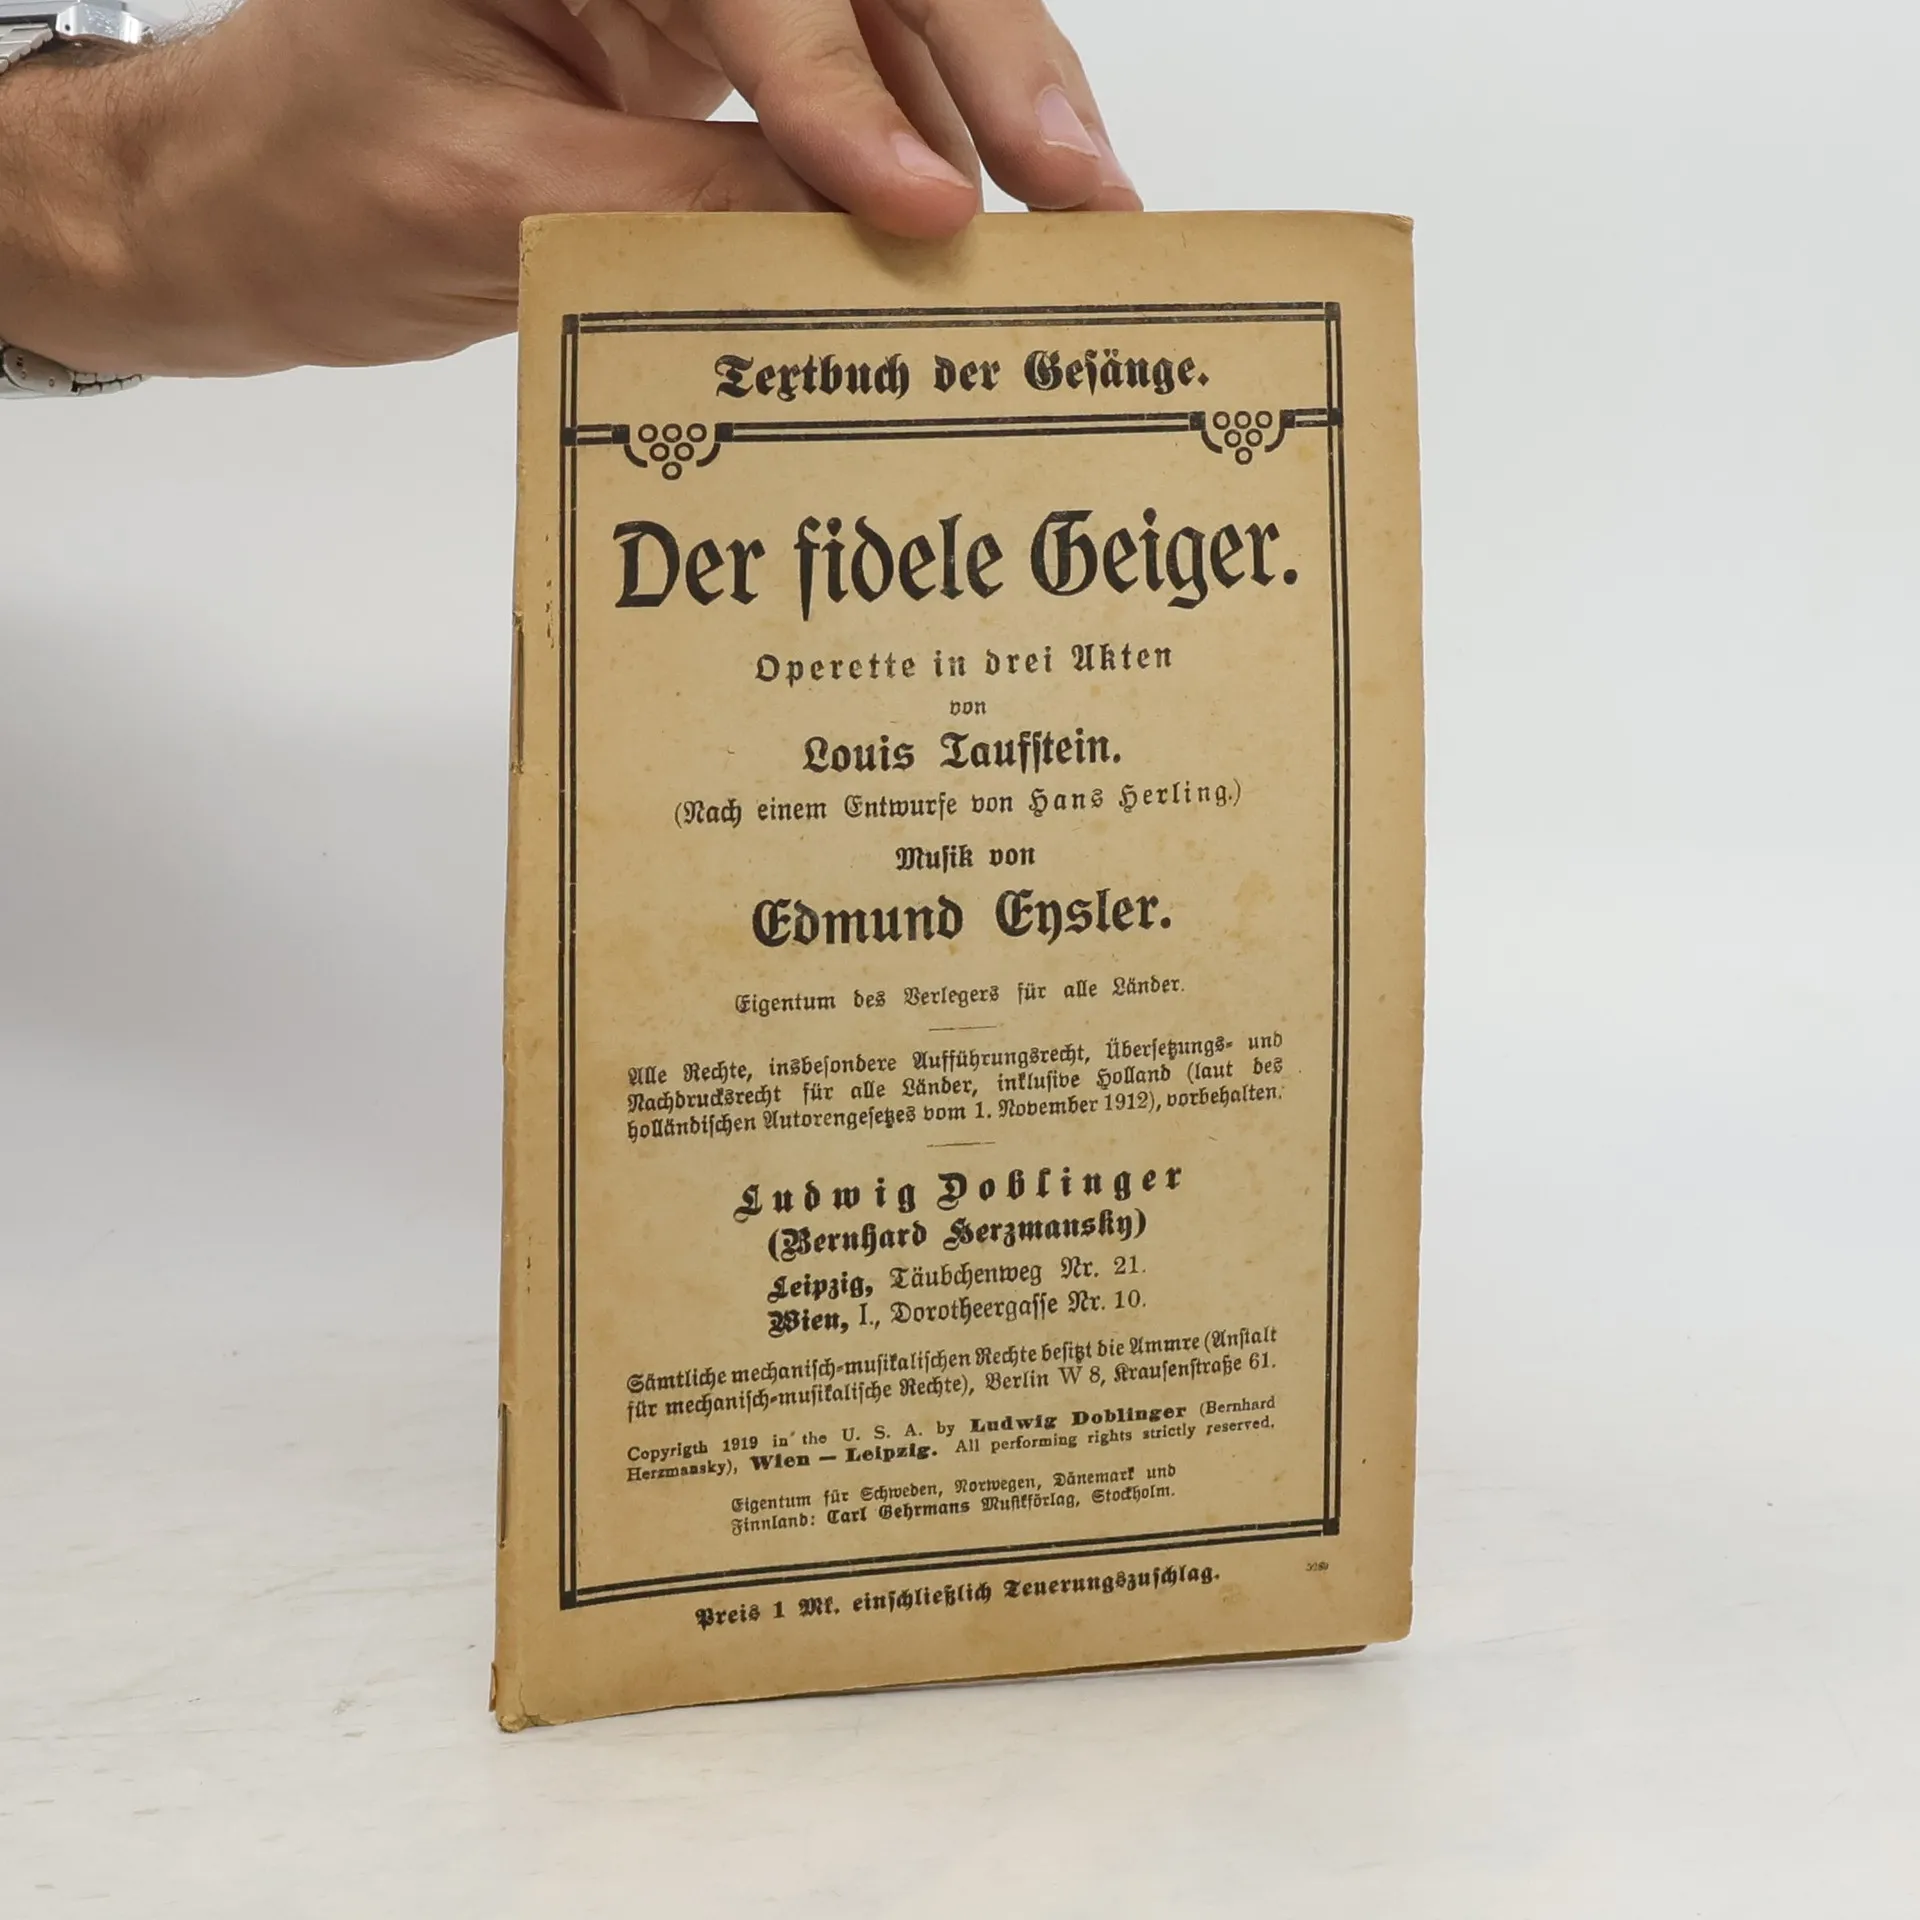 Textbuch der Gesänge.
Der fidele Geiger.
Operette in drei Akten
von
Louis Taufstein.
(Nach einem Entwurfe von Hans Herling.)
Musik von
Edmund Eysler.
Eigentum des Verlegers für alle Länder.
Alle Rechte, insbesondere Aufführungsrecht, Übersetzungs- und
Nachdrucksrecht für alle Länder, inklusive Holland (laut des
holländischen Autorengesetzes vom 1. November 1912), vorbehalten.
Ludwig Doblinger
(Bernhard Herzmansky)
Leipzig, Täubchenweg Nr. 21.
Wien, I., Dorotheergasse Nr. 10.
Sämtliche mechanisch-musikalischen Rechte besitzt die Ammre (Anstalt
für mechanisch-musikalische Rechte), Berlin W 8, Krausenstraße 61.
Copyrigth 1919 in the U. S. A. by Ludwig Doblinger (Bernhard
Herzmansky), Wien — Leipzig. All performing rights strictly reserved.
Eigentum für Schweden, Norwegen, Dänemark und
Finnland: Carl Gehrmans Musikförlag, Stockholm.
Preis 1 Mk. einschließlich Teuerungszuschlag.